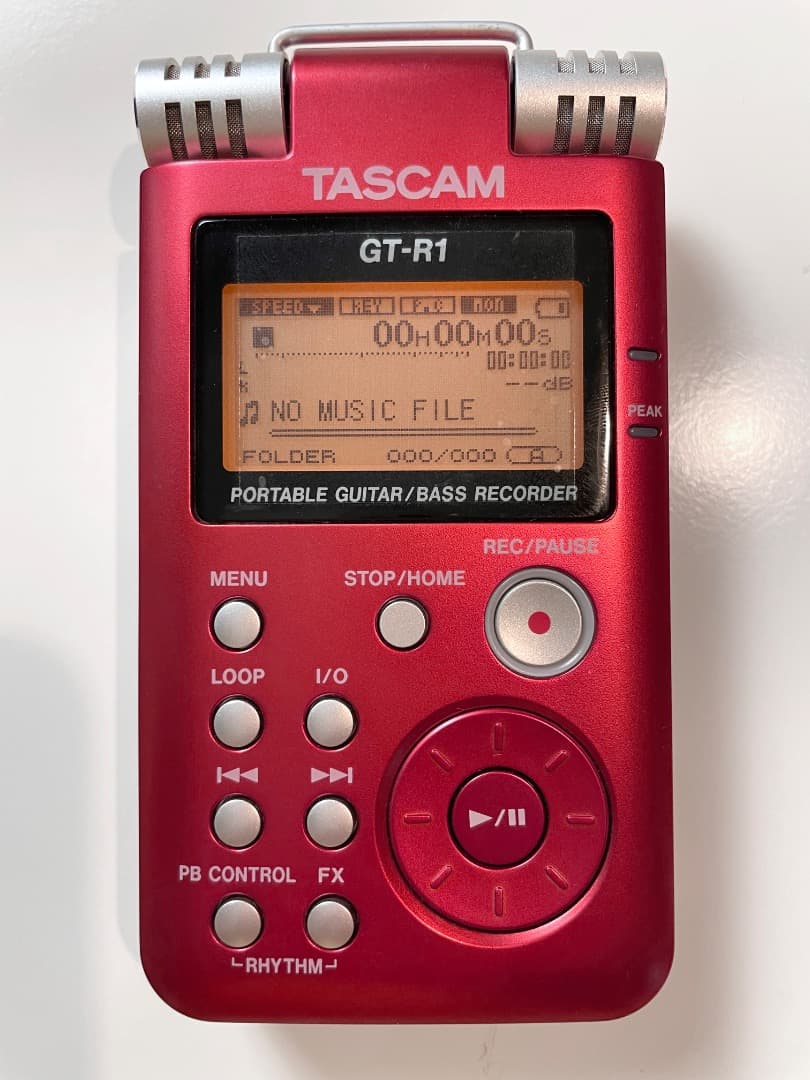 TASCAM
GT-R1
SPEED KEY P.C MON
00H00M00S
00:00:00
L
R
--dB
NO MUSIC FILE
FOLDER 000/000 A
PEAK
PORTABLE GUITAR/BASS RECORDER
REC/PAUSE
MENU STOP/HOME
LOOP I/O
PB CONTROL FX
RHYTHM